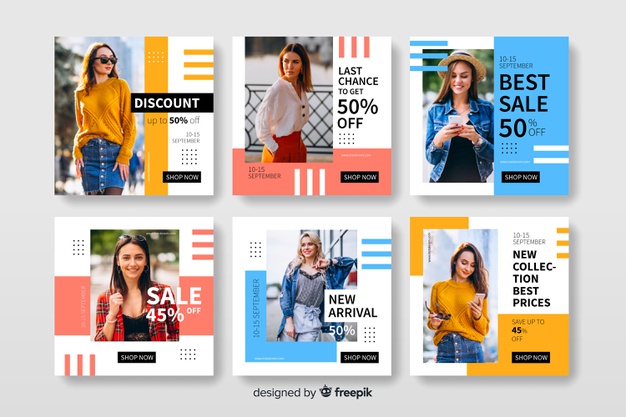 DISCOUNT
up to 50% off
10-15
SEPTEMBER
SHOP NOW
LAST
CHANCE
TO GET
50%
OFF
10-15
SEPTEMBER
SHOP NOW
10-15
SEPTEMBER
BEST
SALE
50%
OFF
SHOP NOW
10-15 SEPTEMBER
SALE
45% OFF
SHOP NOW
10-15 SEPTEMBER
NEW
ARRIVAL
50%
SHOP NOW
10-15
SEPTEMBER
NEW
COLLEC-
TION
BEST
PRICES
SAVE UP TO
45%
OFF
SHOP NOW
designed by freepik